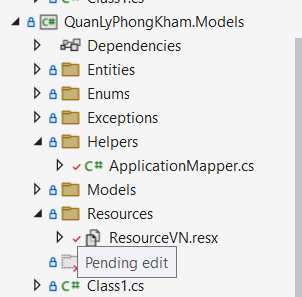 Class1.cs
QuanLyPhongKham.Models
Dependencies
Entities
Enums
Exceptions
Helpers
C# ApplicationMapper.cs
Models
Resources
ResourceVN.resx
Pending edit
C# Class1.cs